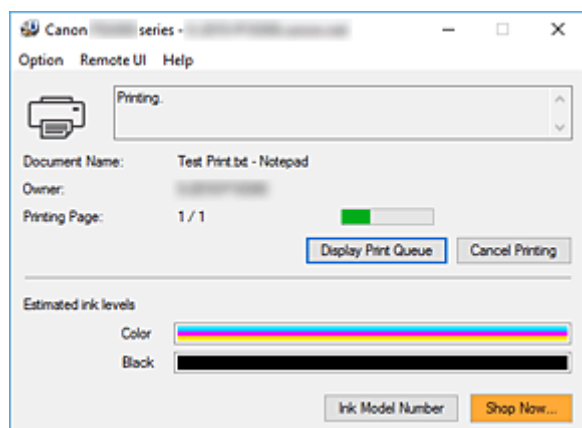 Canon series -
Option Remote UI Help
Printing.
Document Name: Test Print.txt - Notepad
Owner:
Printing Page: 1 / 1
Display Print Queue Cancel Printing
Estimated ink levels
Color
Black
Ink Model Number Shop Now...